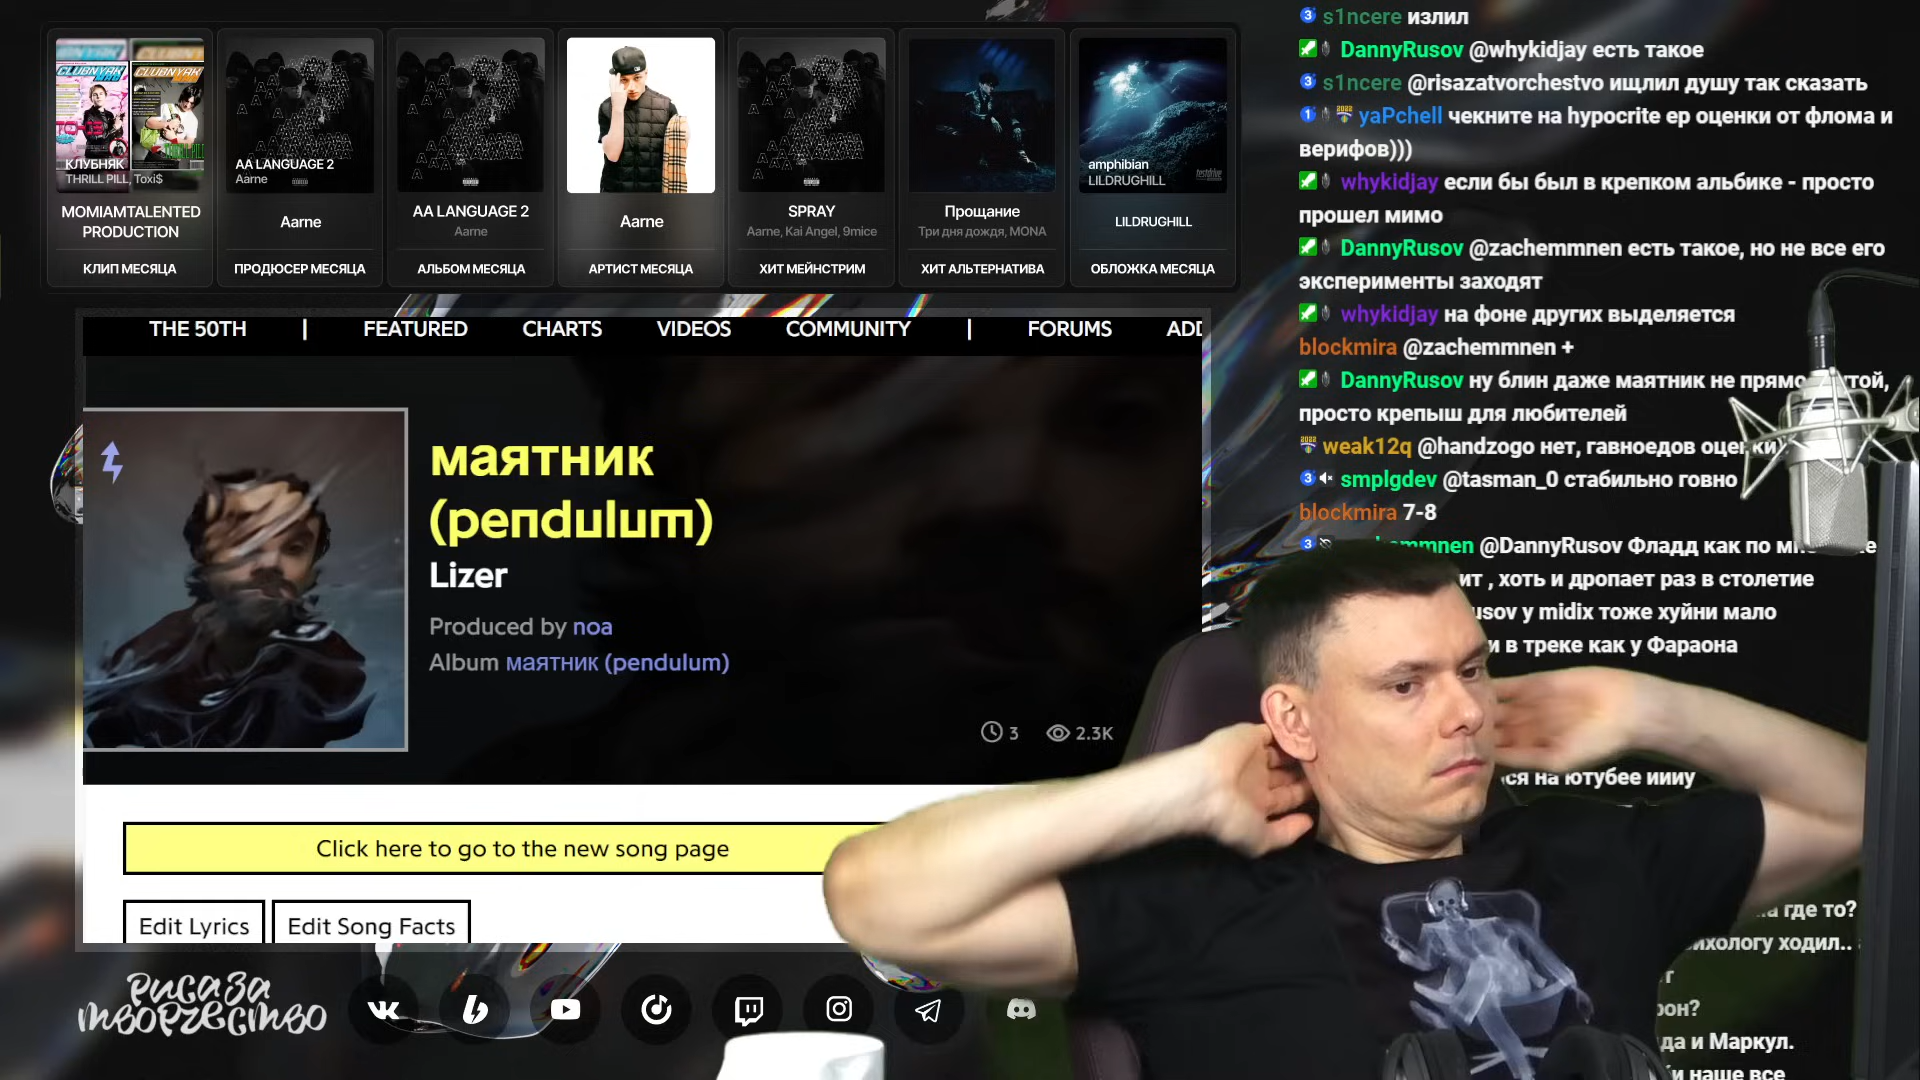 CLUBNYAK
CLUBNYAK
КЛУБНЯК
THRILL PILL, Toxi$
MOMIAMTALENTED
PRODUCTION
КЛИП МЕСЯЦА
AA LANGUAGE 2
Aarne
Aarne
ПРОДЮСЕР МЕСЯЦА
AA LANGUAGE 2
Aarne
АЛЬБОМ МЕСЯЦА
Aarne
АРТИСТ МЕСЯЦА
SPRAY
Aarne, Kai Angel, 9mice
ХИТ МЕЙНСТРИМ
Прощание
Три дня дождя, MONA
ХИТ АЛЬТЕРНАТИВА
amphibian
LILDRUGHILL
LILDRUGHILL
ОБЛОЖКА МЕСЯЦА
THE 50TH | FEATURED CHARTS VIDEOS COMMUNITY | FORUMS
маятник
(pendulum)
Lizer
Produced by noa
Album маятник (pendulum)
3 2.3K
Click here to go to the new song page
Edit Lyrics Edit Song Facts
риса за
творчество
s1ncere излил
DannyRusov @whykidjay есть такое
s1ncere @risazatvorchestvo ищлил душу так сказать
yaPchell чекните на hypocrite ep оценки от флома и
верифов)))
whykidjay если бы был в крепком альбике - просто
прошел мимо
DannyRusov @zachemmnen есть такое, но не все его
эксперименты заходят
whykidjay на фоне других выделяется
blockmira @zachemmnen +
DannyRusov ну блин даже маятник не прямо
просто крепыш для любителей
weak12q @handzogo нет, гавноедов
smplgdev @tasman_0 стабильно говно
blockmira 7-8
@DannyRusov Фладд как по
, хоть и дропает раз в столетие
у midix тоже хуйни мало
в треке как у Фараона
на ютубее иииу
где то?
ходил..
да и Маркул.
наше все